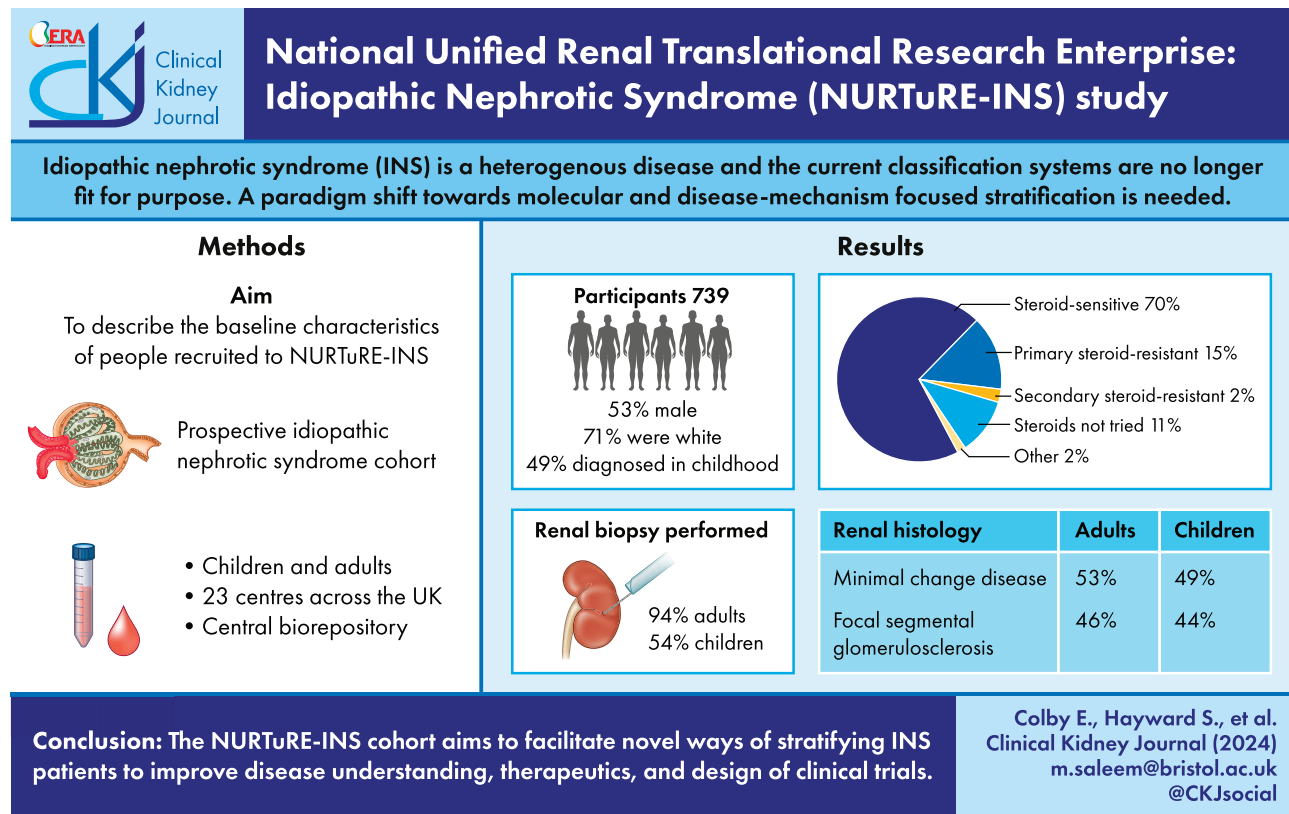 ERA
CKJ
Clinical
Kidney
Journal
National Unified Renal Translational Research Enterprise:
Idiopathic Nephrotic Syndrome (NURTuRE-INS) study
Idiopathic nephrotic syndrome (INS) is a heterogenous disease and the current classification systems are no longer
fit for purpose. A paradigm shift towards molecular and disease-mechanism focused stratification is needed.
Methods
Aim
To describe the baseline characteristics
of people recruited to NURTuRE-INS
Prospective idiopathic
nephrotic syndrome cohort
• Children and adults
• 23 centres across the UK
• Central biorepository
Results
Participants 739
53% male
71% were white
49% diagnosed in childhood
Steroid-sensitive 70%
Primary steroid-resistant 15%
Secondary steroid-resistant 2%
Steroids not tried 11%
Other 2%
Renal biopsy performed
94% adults
54% children
Renal histology Adults Children
Minimal change disease 53% 49%
Focal segmental 46% 44%
glomerulosclerosis
Conclusion: The NURTuRE-INS cohort aims to facilitate novel ways of stratifying INS
patients to improve disease understanding, therapeutics, and design of clinical trials.
Colby E., Hayward S., et al.
Clinical Kidney Journal (2024)
m.saleem@bristol.ac.uk
@CKJsocial